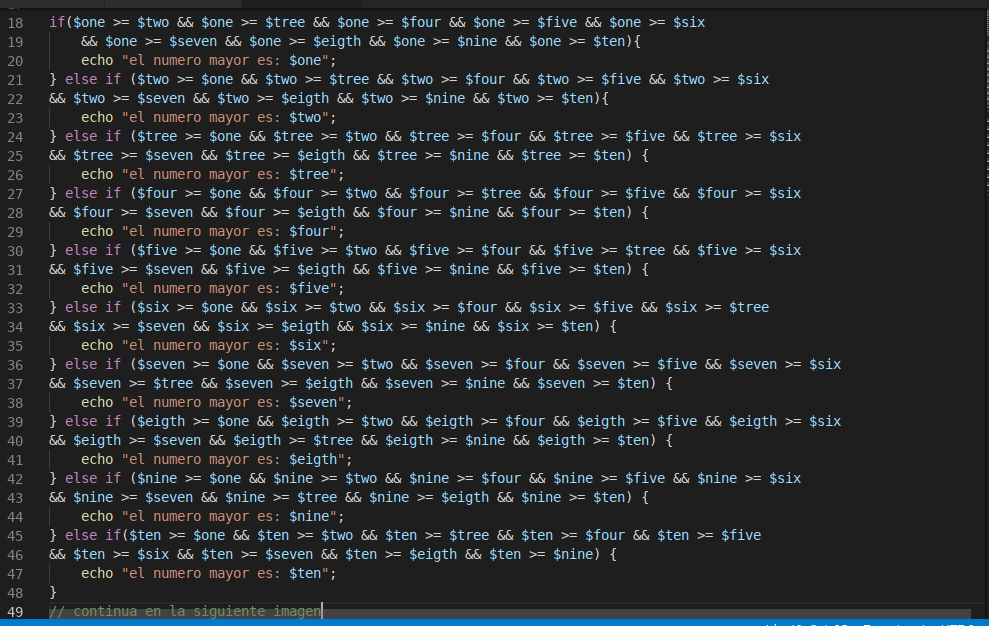 18 if($one >= $two && $one >= $tree && $one >= $four && $one >= $five && $one >= $six
19 && $one >= $seven && $one >= $eigth && $one >= $nine && $one >= $ten){
20 echo "el numero mayor es: $one";
21 } else if ($two >= $one && $two >= $tree && $two >= $four && $two >= $five && $two >= $six
22 && $two >= $seven && $two >= $eigth && $two >= $nine && $two >= $ten){
23 echo "el numero mayor es: $two";
24 } else if ($tree >= $one && $tree >= $two && $tree >= $four && $tree >= $five && $tree >= $six
25 && $tree >= $seven && $tree >= $eigth && $tree >= $nine && $tree >= $ten) {
26 echo "el numero mayor es: $tree";
27 } else if ($four >= $one && $four >= $two && $four >= $tree && $four >= $five && $four >= $six
28 && $four >= $seven && $four >= $eigth && $four >= $nine && $four >= $ten) {
29 echo "el numero mayor es: $four";
30 } else if ($five >= $one && $five >= $two && $five >= $four && $five >= $tree && $five >= $six
31 && $five >= $seven && $five >= $eigth && $five >= $nine && $five >= $ten) {
32 echo "el numero mayor es: $five";
33 } else if ($six >= $one && $six >= $two && $six >= $four && $six >= $five && $six >= $tree
34 && $six >= $seven && $six >= $eigth && $six >= $nine && $six >= $ten) {
35 echo "el numero mayor es: $six";
36 } else if ($seven >= $one && $seven >= $two && $seven >= $four && $seven >= $five && $seven >= $six
37 && $seven >= $tree && $seven >= $eigth && $seven >= $nine && $seven >= $ten) {
38 echo "el numero mayor es: $seven";
39 } else if ($eigth >= $one && $eigth >= $two && $eigth >= $four && $eigth >= $five && $eigth >= $six
40 && $eigth >= $seven && $eigth >= $tree && $eigth >= $nine && $eigth >= $ten) {
41 echo "el numero mayor es: $eigth";
42 } else if ($nine >= $one && $nine >= $two && $nine >= $four && $nine >= $five && $nine >= $six
43 && $nine >= $seven && $nine >= $tree && $nine >= $eigth && $nine >= $ten) {
44 echo "el numero mayor es: $nine";
45 } else if($ten >= $one && $ten >= $two && $ten >= $tree && $ten >= $four && $ten >= $five
46 && $ten >= $six && $ten >= $seven && $ten >= $eigth && $ten >= $nine) {
47 echo "el numero mayor es: $ten";
48 }
49 // continua en la siguiente imagen